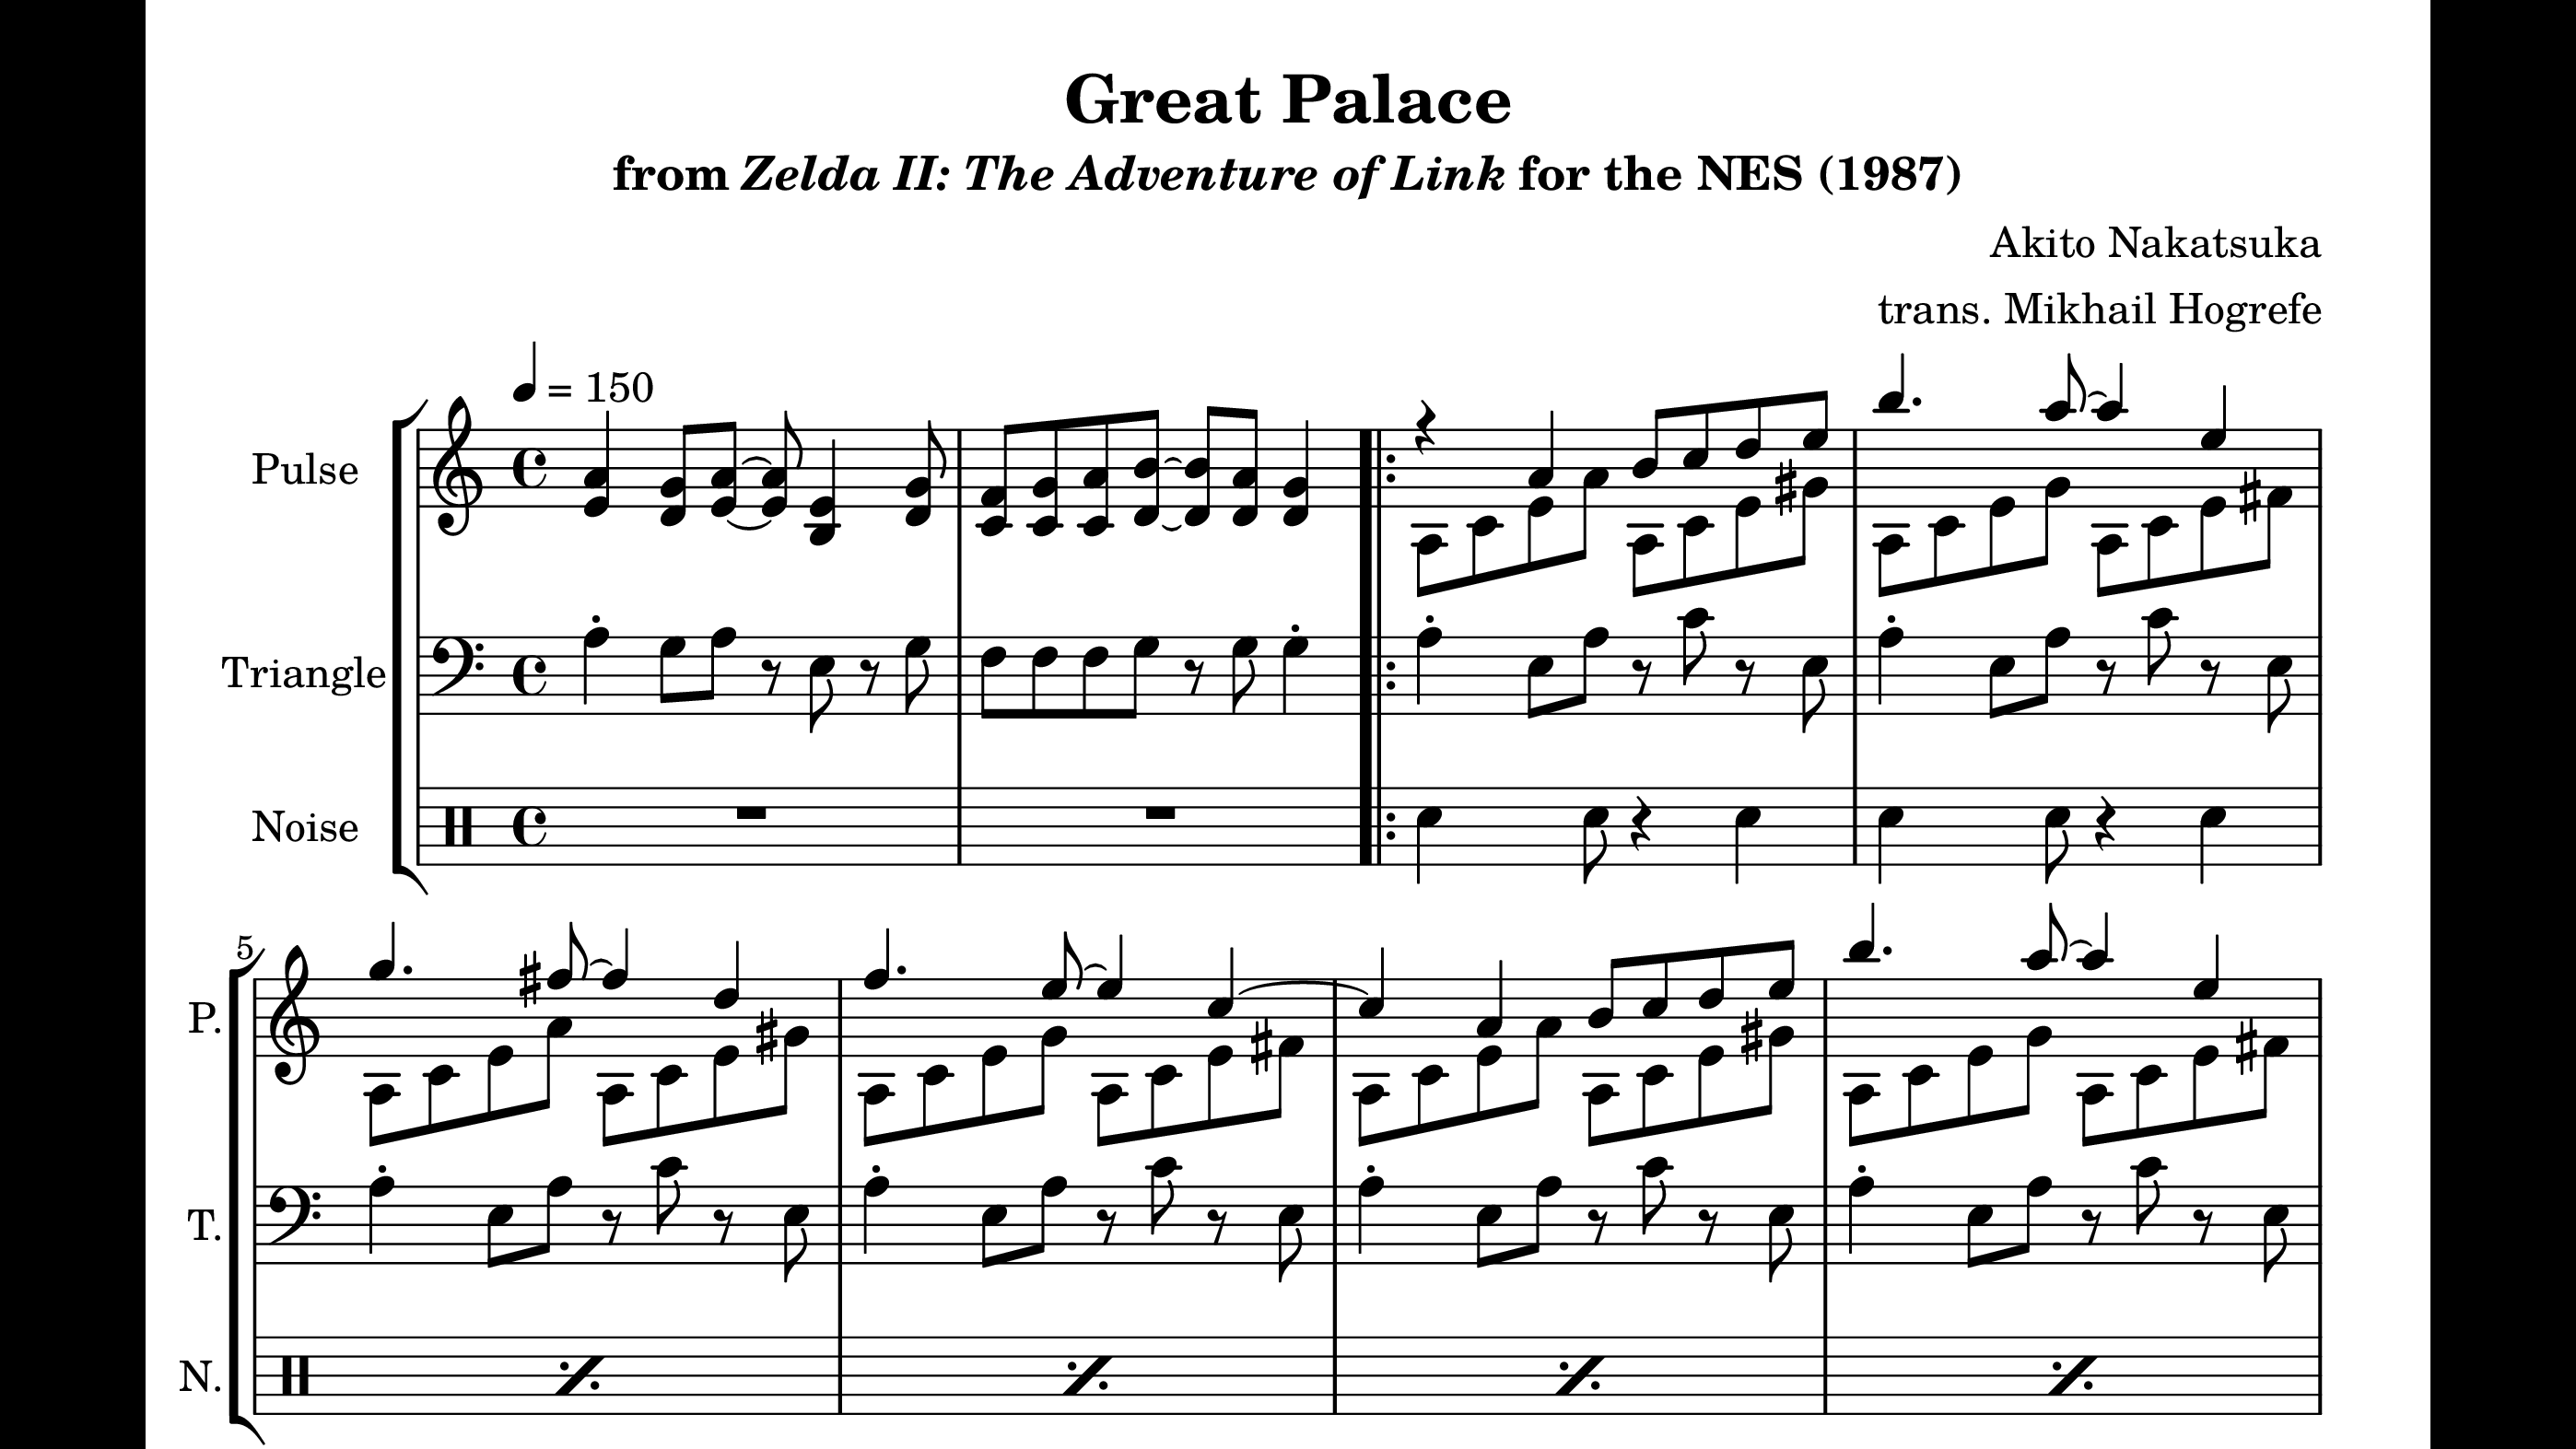 Great Palace
from Zelda II: The Adventure of Link for the NES (1987)
Akito Nakatsuka
trans. Mikhail Hogrefe
= 150
Pulse
Triangle
Noise
5
P.
T.
N.